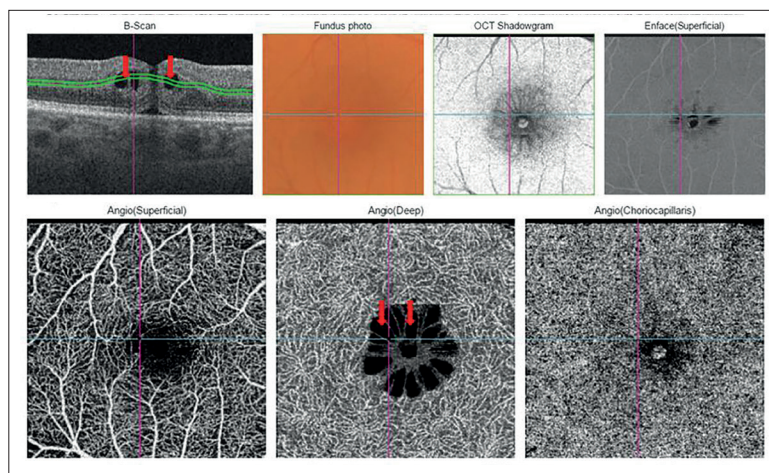 B-Scan
Fundus photo
OCT Shadowgram
Enface(Superficial)
Angio(Superficial)
Angio(Deep)
Angio(Choriocapillaris)